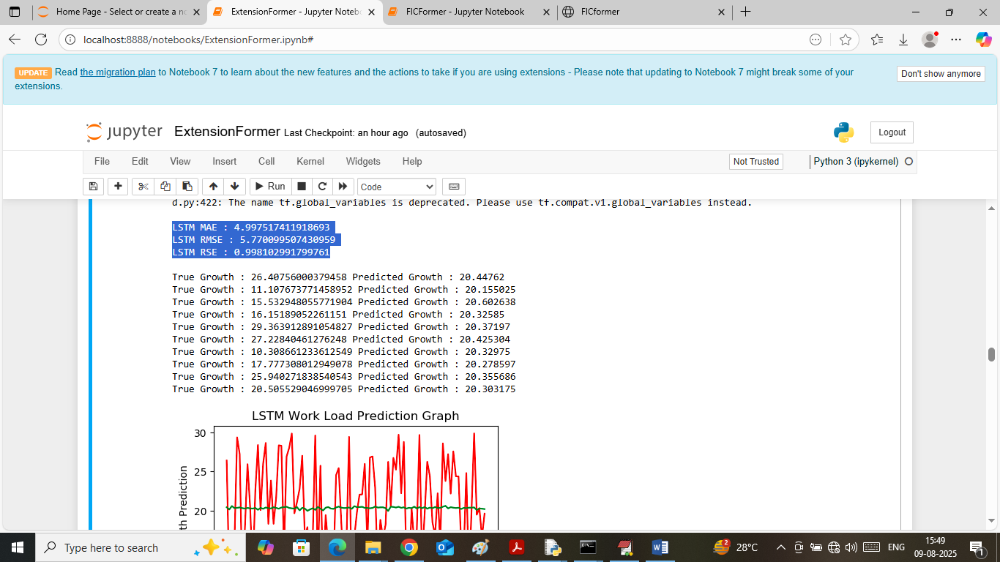 Home Page - Select or create a no
ExtensionFormer - Jupyter Noteb
FICFormer - Jupyter Notebook
FICformer
localhost:8888/notebooks/ExtensionFormer.ipynb#
UPDATE Read the migration plan to Notebook 7 to learn about the new features and the actions to take if you are using extensions - Please note that updating to Notebook 7 might break some of your
extensions.
Don't show anymore
jupyter ExtensionFormer Last Checkpoint: an hour ago (autosaved)
Logout
File Edit View Insert Cell Kernel Widgets Help
Not Trusted
Python 3 (ipykernel)
Run
Code
d.py:422: The name tf.global_variables is deprecated. Please use tf.compat.v1.global_variables instead.
LSTM MAE : 4.997517411918693
LSTM RMSE : 5.770099507430959
LSTM RSE : 0.998102991799761
True Growth : 26.40756000379458 Predicted Growth : 20.44762
True Growth : 11.107673771458952 Predicted Growth : 20.155025
True Growth : 15.532948055771904 Predicted Growth : 20.602638
True Growth : 16.15189052261151 Predicted Growth : 20.32585
True Growth : 29.363912891054827 Predicted Growth : 20.37197
True Growth : 27.22840461276248 Predicted Growth : 20.425304
True Growth : 10.308661233612549 Predicted Growth : 20.32975
True Growth : 17.777308012949078 Predicted Growth : 20.278597
True Growth : 25.940271838540543 Predicted Growth : 20.355686
True Growth : 20.505529046999705 Predicted Growth : 20.303175
LSTM Work Load Prediction Graph
30
25
20
th Prediction
Type here to search
2
28°C
ENG
15:49
09-08-2025
1